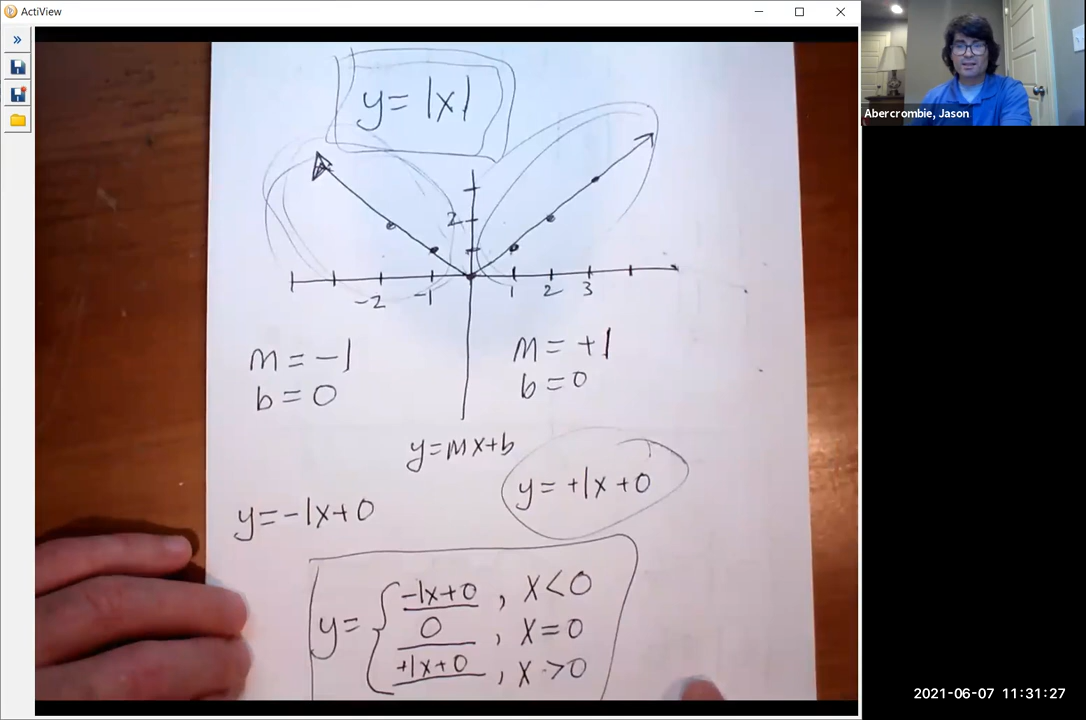 ActiView
»
y = |x|
2
-2 -1 1 2 3
m = -1
b = 0
m = +1
b = 0
y=mx+b
y = +1x + 0
y = -1x + 0
y = { -1x+0 , x < 0
0 , x = 0
+1x+0 , x > 0
Abercrombie, Jason
2021-06-07 11:31:27